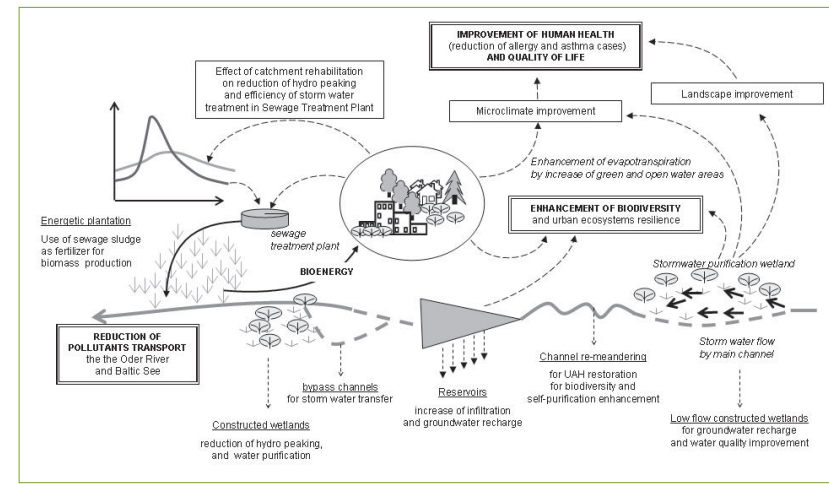 IMPROVEMENT OF HUMAN HEALTH
(reduction of allergy and asthma cases)
AND QUALITY OF LIFE
Effect of catchment rehabilitation
on reduction of hydro peaking
and efficiency of storm water
treatment in Sewage Treatment Plant
Landscape improvement
Microclimate improvement
Enhancement of evapotranspiration
by increase of green and open water areas
ENHANCEMENT OF BIODIVERSITY
and urban ecosystems resilience
Energetic plantation
Use of sewage sludge
as fertilizer for
biomass production
sewage
treatment plant
BIOENERGY
Stormwater purification wetland
REDUCTION OF
POLLUTANTS TRANSPORT
the the Oder River
and Baltic See
Storm water flow
by main channel
bypass channels
for storm water transfer
Channel re-meandering
for UAH restoration
for biodiversity and
self-purification enhancement
Reservoirs
increase of infiltration
and groundwater recharge
Constructed wetlands
reduction of hydro peaking,
and water purification
Low flow constructed wetlands
for groundwater recharge
and water quality improvement